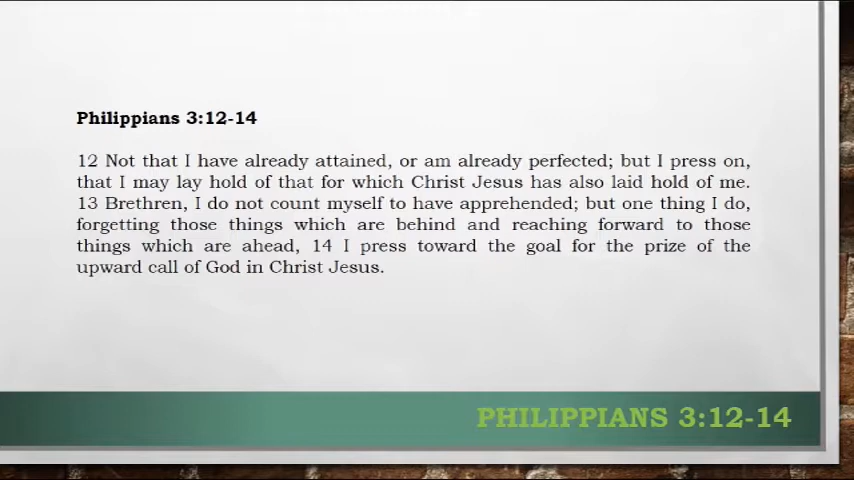 Philippians 3:12-14
12 Not that I have already attained, or am already perfected; but I press on,
that I may lay hold of that for which Christ Jesus has also laid hold of me.
13 Brethren, I do not count myself to have apprehended; but one thing I do,
forgetting those things which are behind and reaching forward to those
things which are ahead, 14 I press toward the goal for the prize of the
upward call of God in Christ Jesus.
PHILIPPIANS 3:12-14